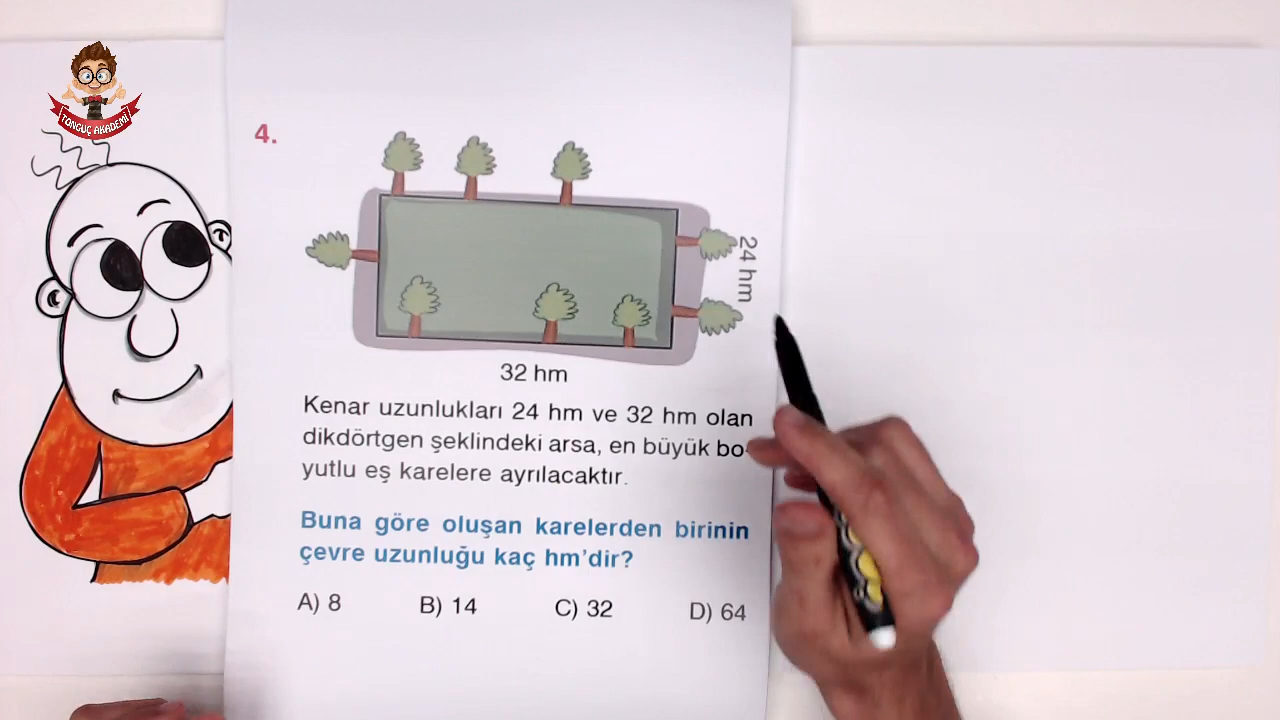 TONGUÇ AKADEMİ
4.
24 hm
32 hm
Kenar uzunlukları 24 hm ve 32 hm olan
dikdörtgen şeklindeki arsa, en büyük bo-
yutlu eş karelere ayrılacaktır.
Buna göre oluşan karelerden birinin
çevre uzunluğu kaç hm'dir?
A) 8 B) 14 C) 32 D) 64